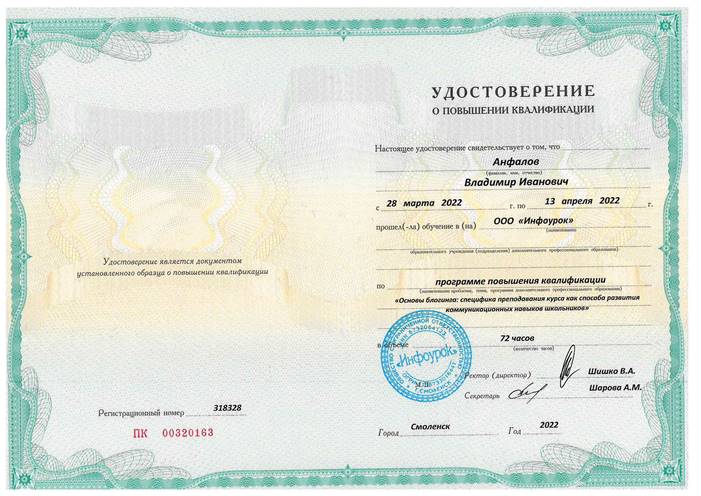 Удостоверение является документом
установленного образца о повышении квалификации
Регистрационный номер 318328
ПК 00320163
УДОСТОВЕРЕНИЕ
О ПОВЫШЕНИИ КВАЛИФИКАЦИИ
Настоящее удостоверение свидетельствует о том, что
Анфалов
(фамилия, имя, отчество)
Владимир Иванович
с 28 марта 2022 г. по 13 апреля 2022 г.
прошел(-ла) обучение в (на) ООО «Инфоурок»
(наименование)
образовательного учреждения (подразделения) дополнительного профессионального образования)
по программе повышения квалификации
(наименование проблемы, темы, программы дополнительного профессионального образования)
«Основы блогинга: специфика преподавания курса как способа развития
коммуникационных навыков школьников»
в объеме 72 часов
(количество часов)
«Инфоурок»
г. СМОЛЕНСК
М.П.
Ректор (директор) Шишко В.А.
Секретарь Шарова А.М.
Город Смоленск Год 2022